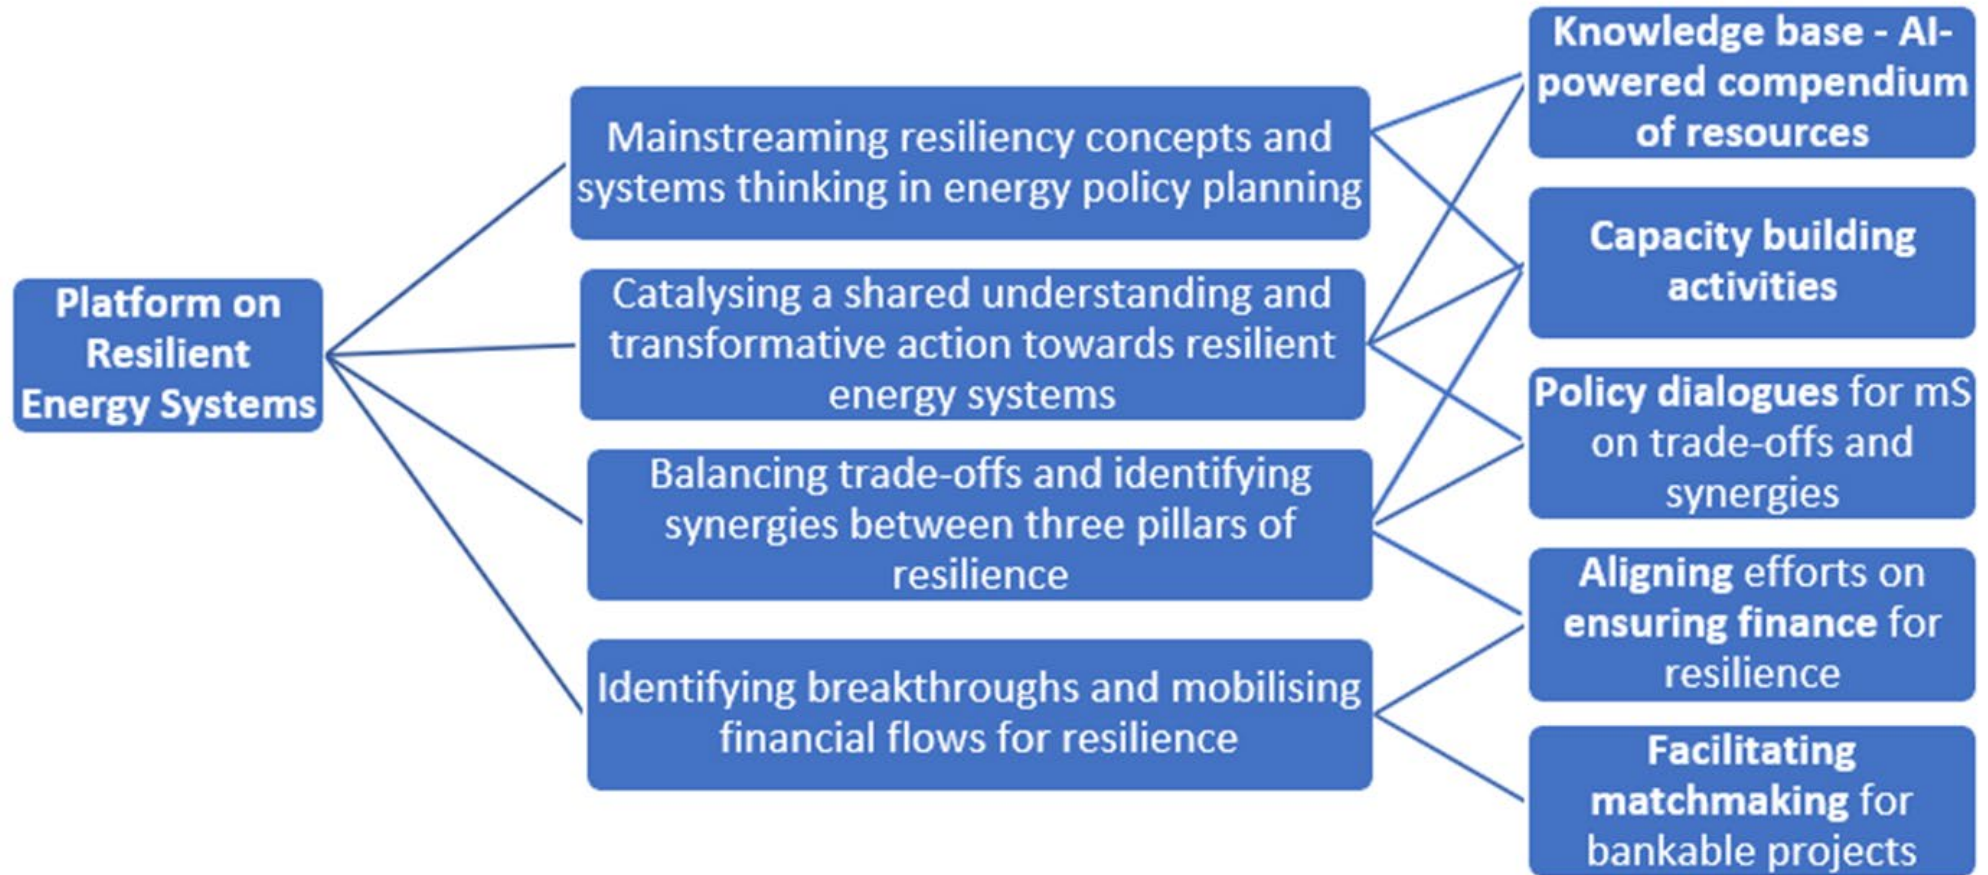 Platform on
Resilient
Energy Systems
Mainstreaming resiliency concepts and
systems thinking in energy policy planning
Catalysing a shared understanding and
transformative action towards resilient
energy systems
Balancing trade-offs and identifying
synergies between three pillars of
resilience
Identifying breakthroughs and mobilising
financial flows for resilience
Knowledge base - AI-
powered compendium
of resources
Capacity building
activities
Policy dialogues for mS
on trade-offs and
synergies
Aligning efforts on
ensuring finance for
resilience
Facilitating
matchmaking for
bankable projects